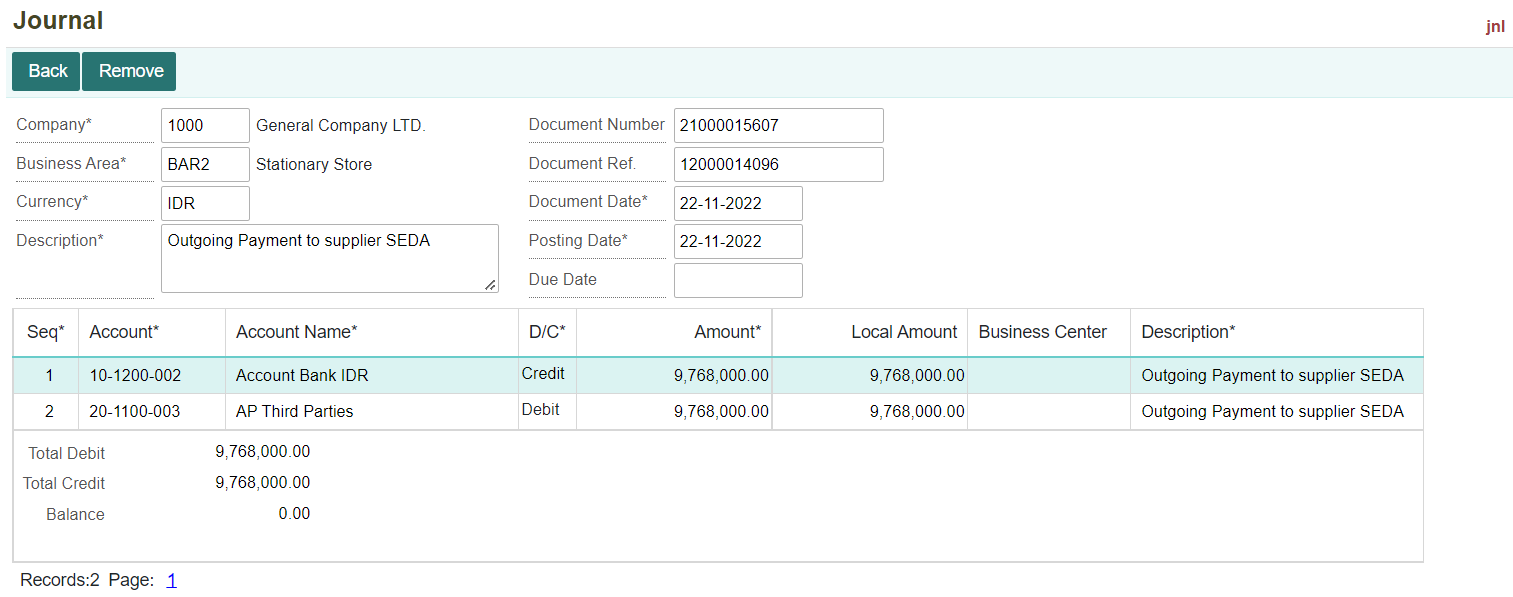 Journal
jnl
Back Remove
Company* 1000 General Company LTD. Document Number 21000015607
Business Area* BAR2 Stationary Store Document Ref. 12000014096
Currency* IDR Document Date* 22-11-2022
Description* Outgoing Payment to supplier SEDA Posting Date* 22-11-2022
Due Date
Seq* Account* Account Name* D/C* Amount* Local Amount Business Center Description*
1 10-1200-002 Account Bank IDR Credit 9,768,000.00 9,768,000.00 Outgoing Payment to supplier SEDA
2 20-1100-003 AP Third Parties Debit 9,768,000.00 9,768,000.00 Outgoing Payment to supplier SEDA
Total Debit 9,768,000.00
Total Credit 9,768,000.00
Balance 0.00
Records:2 Page: 1